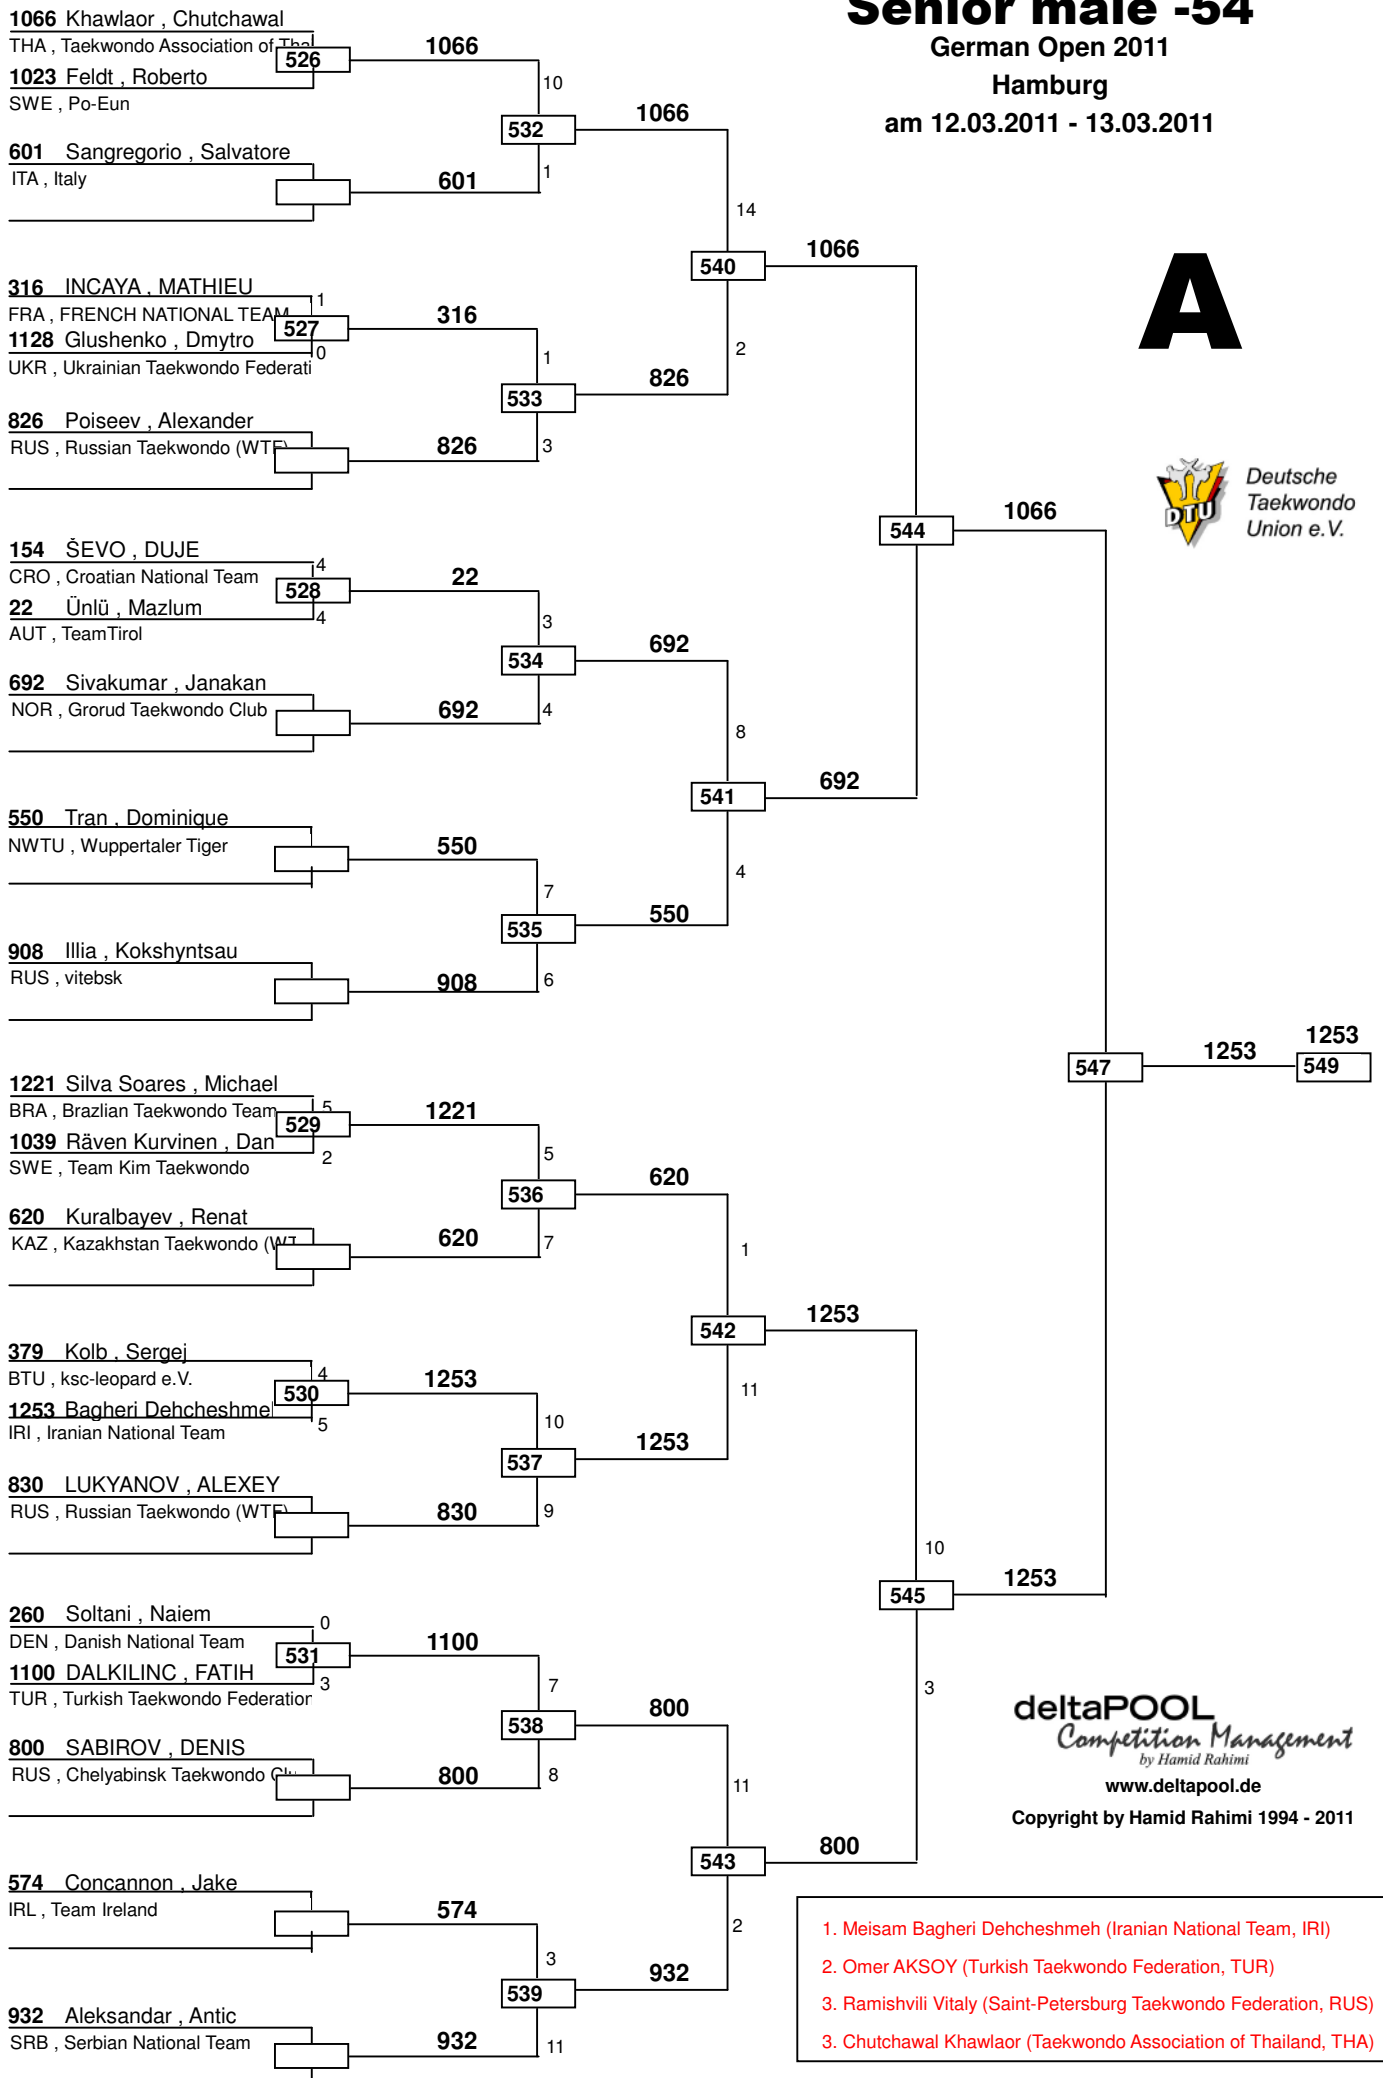 Senior male -54
German Open 2011
Hamburg
am 12.03.2011 - 13.03.2011
A
Deutsche
Taekwondo
Union e.V.
DTU
1066 Khawlaor , Chutchawal
THA , Taekwondo Association of Thai
526
1066
1023 Feldt , Roberto
SWE , Po-Eun
10
532
1066
601 Sangregorio , Salvatore
ITA , Italy
601
1
14
540
1066
316 INCAYA , MATHIEU
1
FRA , FRENCH NATIONAL TEAM
527
316
1128 Glushenko , Dmytro
0
UKR , Ukrainian Taekwondo Federati
1
2
533
826
826 Poiseev , Alexander
RUS , Russian Taekwondo (WTF)
826
3
544
1066
154 ŠEVO , DUJE
4
CRO , Croatian National Team
528
22
22 Ünlü , Mazlum
4
AUT , TeamTirol
3
534
692
692 Sivakumar , Janakan
NOR , Grorud Taekwondo Club
692
4
8
541
692
550 Tran , Dominique
NWTU , Wuppertaler Tiger
550
4
7
535
550
908 Illia , Kokshyntsau
RUS , vitebsk
908
6
547
1253
1253
549
1221 Silva Soares , Michael
5
BRA , Brazlian Taekwondo Team
529
1221
1039 Räven Kurvinen , Dan
2
SWE , Team Kim Taekwondo
5
536
620
620 Kuralbayev , Renat
KAZ , Kazakhstan Taekwondo (WT
620
7
1
542
1253
379 Kolb , Sergej
4
BTU , ksc-leopard e.V.
530
1253
1253 Bagheri Dehcheshme
5
IRI , Iranian National Team
11
10
537
1253
830 LUKYANOV , ALEXEY
RUS , Russian Taekwondo (WTF)
830
9
10
545
1253
260 Soltani , Naiem
0
DEN , Danish National Team
531
1100
1100 DALKILINC , FATIH
3
TUR , Turkish Taekwondo Federation
7
3
538
800
800 SABIROV , DENIS
RUS , Chelyabinsk Taekwondo Clu
800
8
11
543
800
574 Concannon , Jake
IRL , Team Ireland
574
2
3
539
932
932 Aleksandar , Antic
SRB , Serbian National Team
932
11
deltaPOOL
Competition Management
by Hamid Rahimi
www.deltapool.de
Copyright by Hamid Rahimi 1994 - 2011
1. Meisam Bagheri Dehcheshmeh (Iranian National Team, IRI)
2. Omer AKSOY (Turkish Taekwondo Federation, TUR)
3. Ramishvili Vitaly (Saint-Petersburg Taekwondo Federation, RUS)
3. Chutchawal Khawlaor (Taekwondo Association of Thailand, THA)